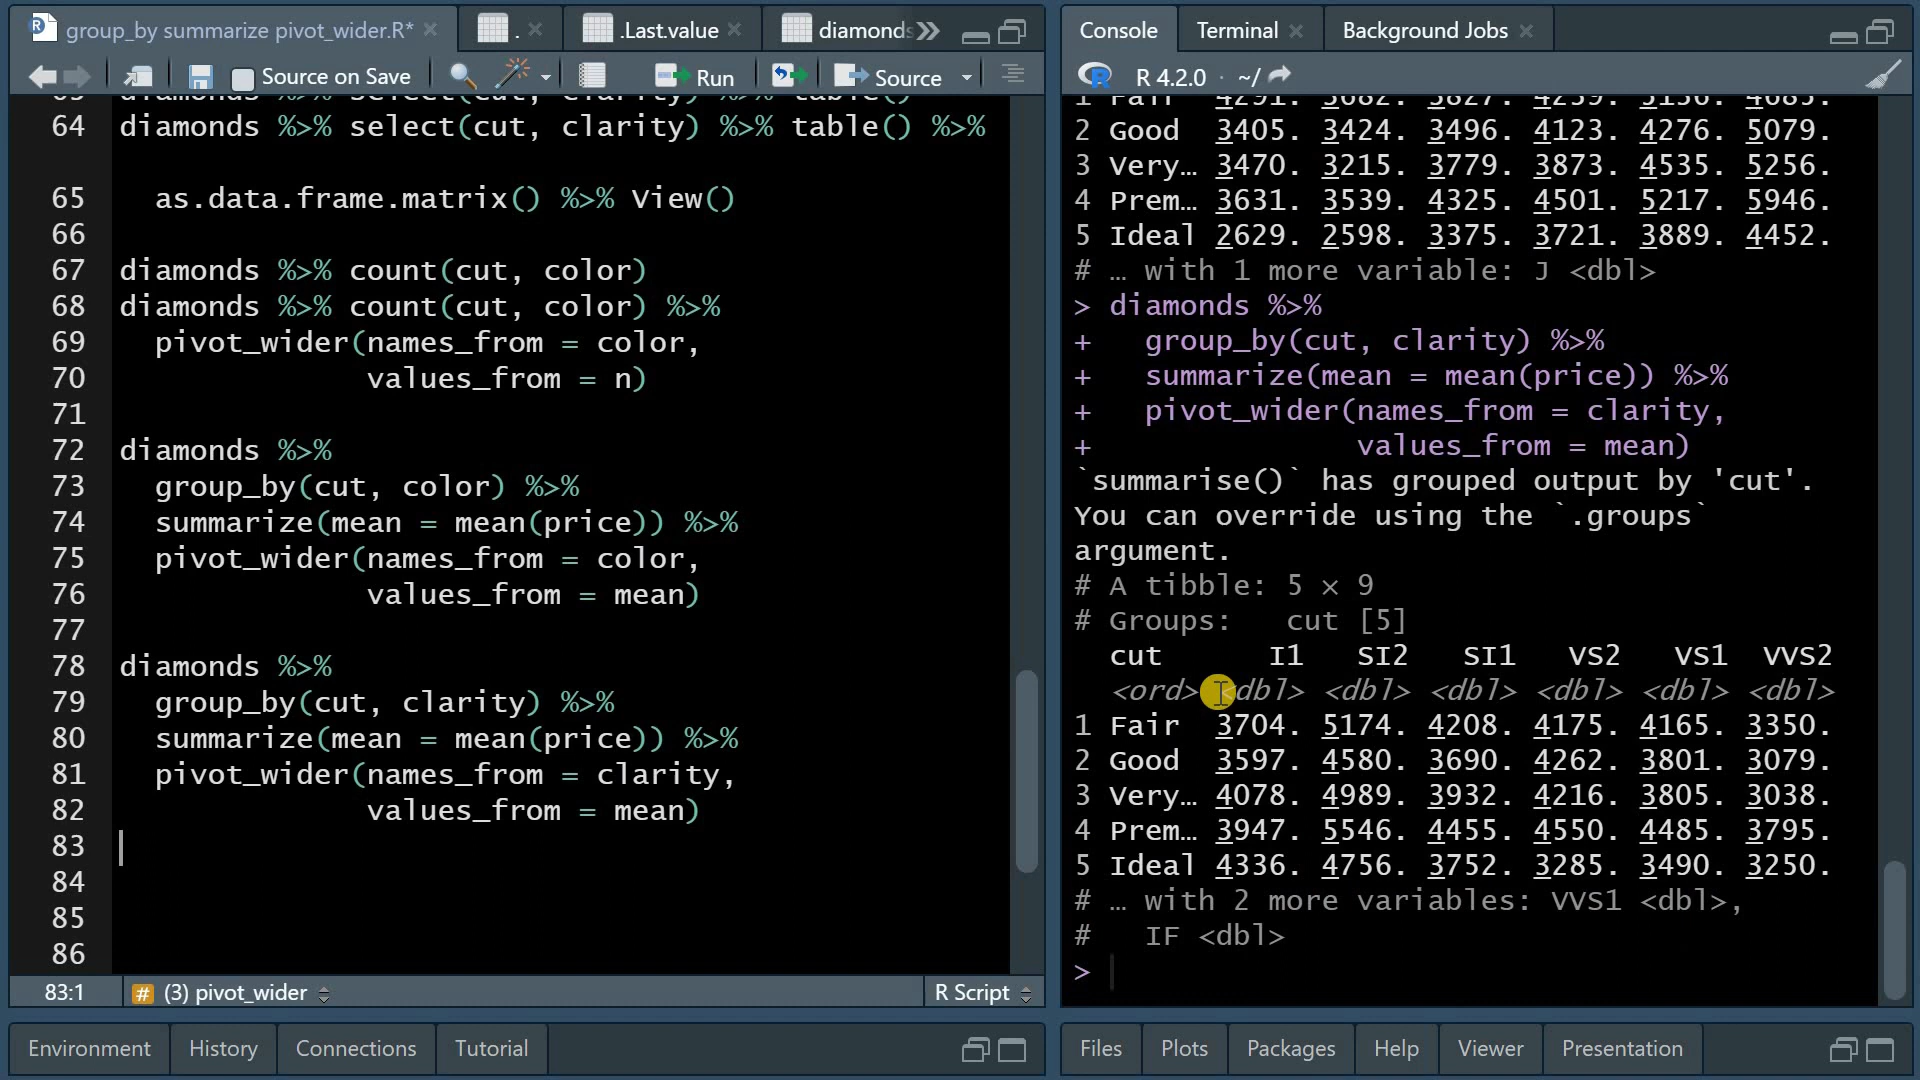 group_by summarize pivot_wider.R*
.
.Last.value
diamonds
Source on Save
Run
Source
64 diamonds %>% select(cut, clarity) %>% table() %>%
65 as.data.frame.matrix() %>% View()
66
67 diamonds %>% count(cut, color)
68 diamonds %>% count(cut, color) %>%
69 pivot_wider(names_from = color,
70 values_from = n)
71
72 diamonds %>%
73 group_by(cut, color) %>%
74 summarize(mean = mean(price)) %>%
75 pivot_wider(names_from = color,
76 values_from = mean)
77
78 diamonds %>%
79 group_by(cut, clarity) %>%
80 summarize(mean = mean(price)) %>%
81 pivot_wider(names_from = clarity,
82 values_from = mean)
83
84
85
86
83:1 # (3) pivot_wider R Script
Environment History Connections Tutorial
Console Terminal Background Jobs
R 4.2.0 · ~/
1 Fair 4291. 3682. 3827. 4239. 5136. 4685.
2 Good 3405. 3424. 3496. 4123. 4276. 5079.
3 Very… 3470. 3215. 3779. 3873. 4535. 5256.
4 Prem… 3631. 3539. 4325. 4501. 5217. 5946.
5 Ideal 2629. 2598. 3375. 3721. 3889. 4452.
# … with 1 more variable: J <dbl>
> diamonds %>%
+ group_by(cut, clarity) %>%
+ summarize(mean = mean(price)) %>%
+ pivot_wider(names_from = clarity,
+ values_from = mean)
`summarise()` has grouped output by 'cut'.
You can override using the `.groups`
argument.
# A tibble: 5 × 9
# Groups: cut [5]
cut I1 SI2 SI1 VS2 VS1 VVS2
<ord> <dbl> <dbl> <dbl> <dbl> <dbl> <dbl>
1 Fair 3704. 5174. 4208. 4175. 4165. 3350.
2 Good 3597. 4580. 3690. 4262. 3801. 3079.
3 Very… 4078. 4989. 3932. 4216. 3805. 3038.
4 Prem… 3947. 5546. 4455. 4550. 4485. 3795.
5 Ideal 4336. 4756. 3752. 3285. 3490. 3250.
# … with 2 more variables: VVS1 <dbl>,
# IF <dbl>
>
Files Plots Packages Help Viewer Presentation